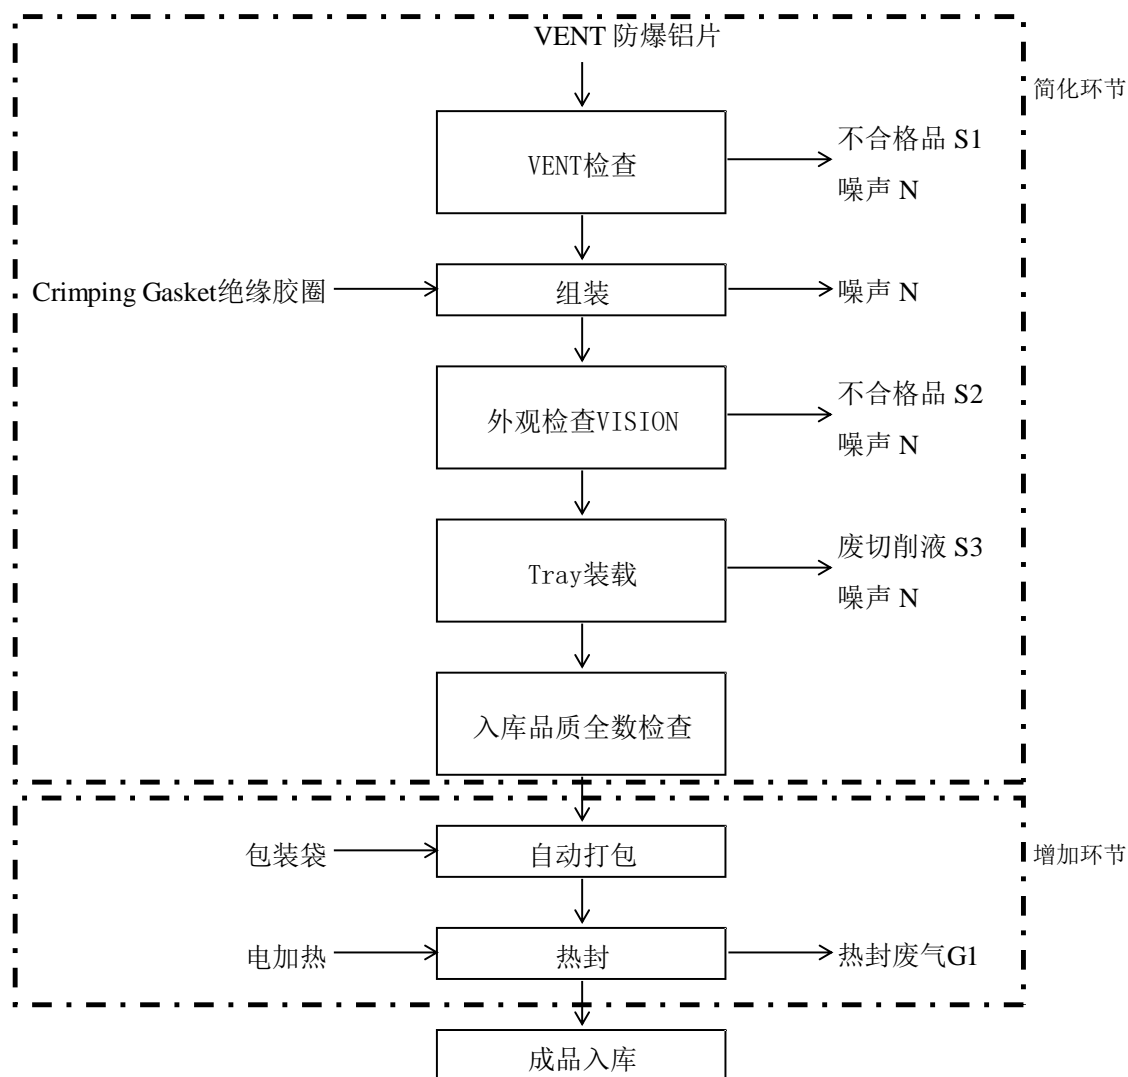 VENT 防爆铝片
简化环节
VENT检查
不合格品 S1
噪声 N
Crimping Gasket绝缘胶圈
组装
噪声 N
外观检查VISION
不合格品 S2
噪声 N
Tray装载
废切削液 S3
噪声 N
入库品质全数检查
包装袋
自动打包
增加环节
电加热
热封
热封废气G1
成品入库